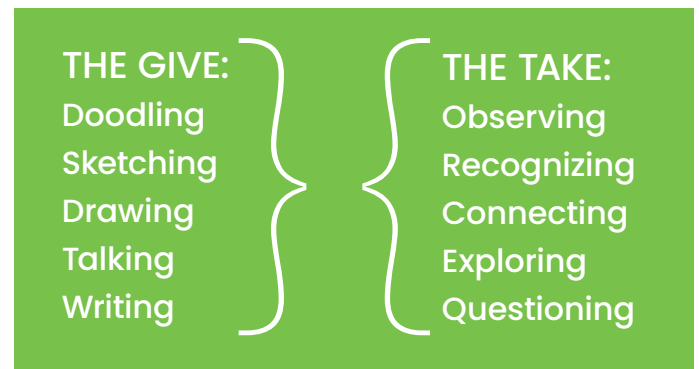 THE GIVE:
Doodling
Sketching
Drawing
Talking
Writing
THE TAKE:
Observing
Recognizing
Connecting
Exploring
Questioning